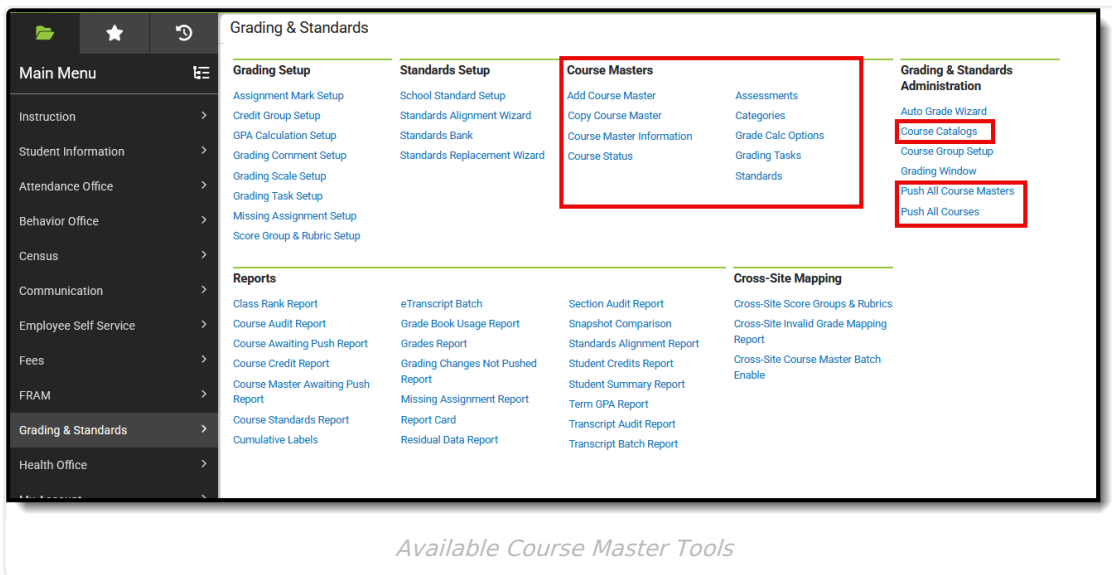 Grading & Standards
Main Menu
Instruction
Student Information
Attendance Office
Behavior Office
Census
Communication
Employee Self Service
Fees
FRAM
Grading & Standards
Health Office
My Account
Grading Setup
Assignment Mark Setup
Credit Group Setup
GPA Calculation Setup
Grading Comment Setup
Grading Scale Setup
Grading Task Setup
Missing Assignment Setup
Score Group & Rubric Setup
Standards Setup
School Standard Setup
Standards Alignment Wizard
Standards Bank
Standards Replacement Wizard
Course Masters
Add Course Master
Copy Course Master
Course Master Information
Course Status
Assessments
Categories
Grade Calc Options
Grading Tasks
Standards
Grading & Standards
Administration
Auto Grade Wizard
Course Catalogs
Course Group Setup
Grading Window
Push All Course Masters
Push All Courses
Reports
Class Rank Report
Course Audit Report
Course Awaiting Push Report
Course Credit Report
Course Master Awaiting Push
Report
Course Standards Report
Cumulative Labels
eTranscript Batch
Grade Book Usage Report
Grades Report
Grading Changes Not Pushed
Report
Missing Assignment Report
Report Card
Residual Data Report
Section Audit Report
Snapshot Comparison
Standards Alignment Report
Student Credits Report
Student Summary Report
Term GPA Report
Transcript Audit Report
Transcript Batch Report
Cross-Site Mapping
Cross-Site Score Groups & Rubrics
Cross-Site Invalid Grade Mapping
Report
Cross-Site Course Master Batch
Enable
Available Course Master Tools